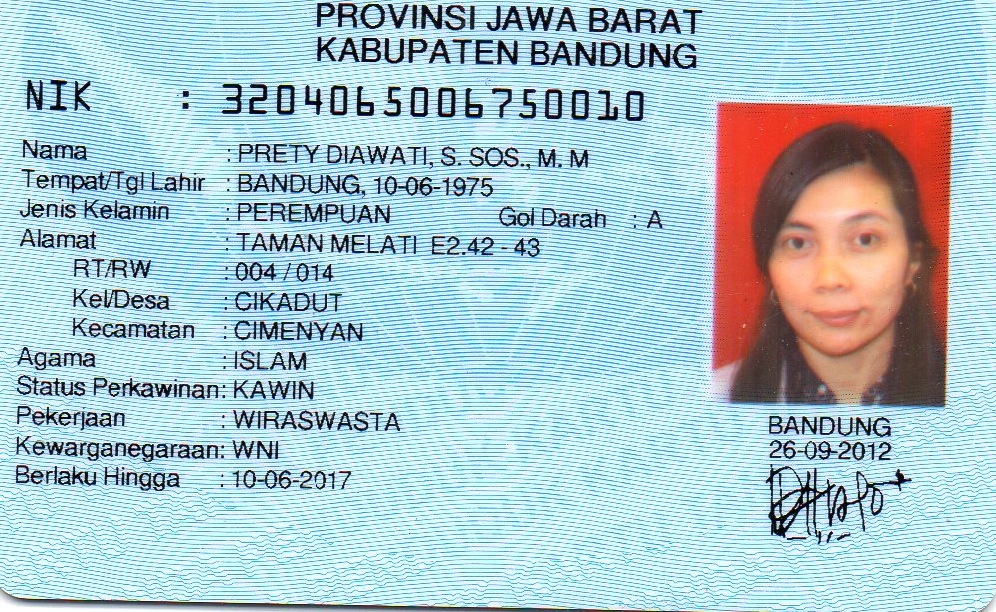 PROVINSI JAWA BARAT
KABUPATEN BANDUNG
NIK : 3204065006750010
Nama : PRETY DIAWATI, S. SOS., M. M
Tempat/Tgl Lahir : BANDUNG, 10-06-1975
Jenis Kelamin : PEREMPUAN Gol Darah : A
Alamat : TAMAN MELATI E2.42 - 43
RT/RW : 004 / 014
Kel/Desa : CIKADUT
Kecamatan : CIMENYAN
Agama : ISLAM
Status Perkawinan: KAWIN
Pekerjaan : WIRASWASTA
Kewarganegaraan: WNI
Berlaku Hingga : 10-06-2017
BANDUNG
26-09-2012